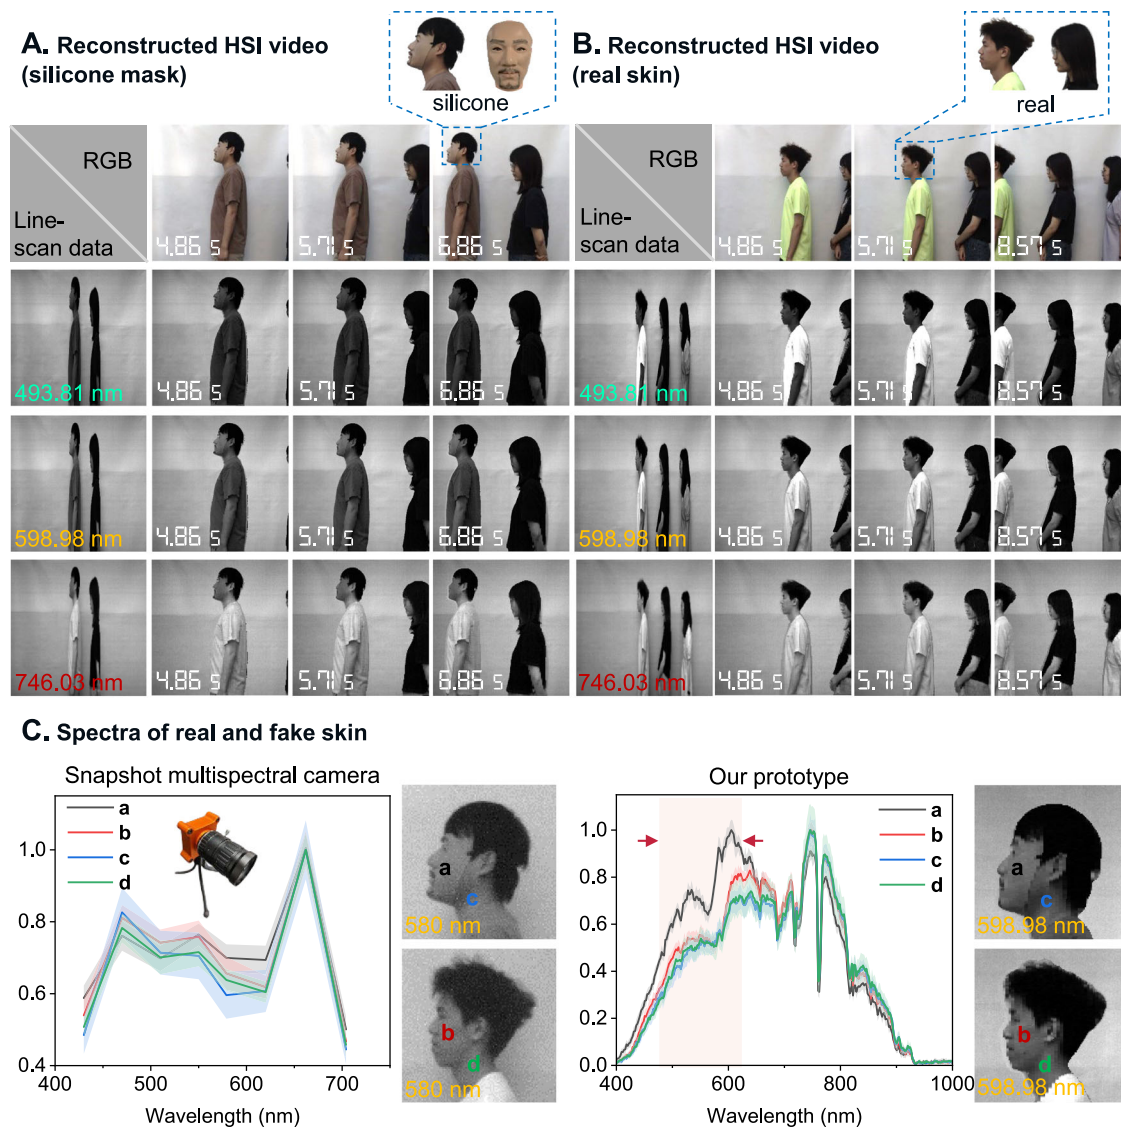 A. Reconstructed HSI video
(silicone mask)
silicone
B. Reconstructed HSI video
(real skin)
real
RGB
Line-
scan data
4.86 s
5.71 s
6.86 s
RGB
Line-
scan data
4.86 s
5.71 s
8.57 s
493.81 nm
4.86 s
5.71 s
6.86 s
493.81 nm
4.86 s
5.71 s
8.57 s
598.98 nm
4.86 s
5.71 s
6.86 s
598.98 nm
4.86 s
5.71 s
8.57 s
746.03 nm
4.86 s
5.71 s
6.86 s
746.03 nm
4.86 s
5.71 s
8.57 s
C. Spectra of real and fake skin
Snapshot multispectral camera
a
b
c
d
1.0
0.8
0.6
0.4
400
500
600
700
Wavelength (nm)
a
c
580 nm
b
d
580 nm
Our prototype
a
b
c
d
1.0
0.8
0.6
0.4
0.2
0.0
400
600
800
1000
Wavelength (nm)
a
c
598.98 nm
b
d
598.98 nm